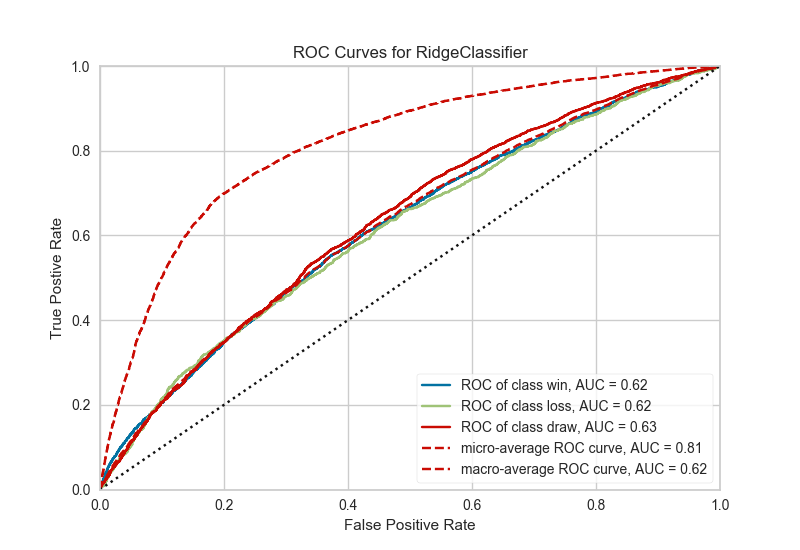 ROC Curves for RidgeClassifier
1.0
0.8
0.6
0.4
0.2
0.0
True Postive Rate
0.0 0.2 0.4 0.6 0.8 1.0
False Positive Rate
ROC of class win, AUC = 0.62
ROC of class loss, AUC = 0.62
ROC of class draw, AUC = 0.63
micro-average ROC curve, AUC = 0.81
macro-average ROC curve, AUC = 0.62